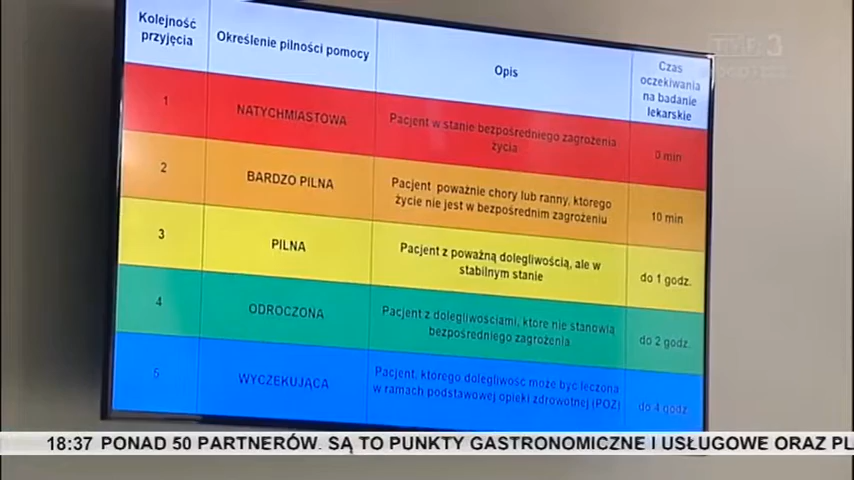 TVP3
Kolejność
przyjęcia
Określenie pilności pomocy
Opis
Czas
oczekiwania
na badanie
lekarskie
1
NATYCHMIASTOWA
Pacjent w stanie bezpośredniego zagrożenia
życia
0 min
2
BARDZO PILNA
Pacjent poważnie chory lub ranny, ktorego
życie nie jest w bezpośrednim zagrożeniu
10 min
3
PILNA
Pacjent z poważną dolegliwością, ale w
stabilnym stanie
do 1 godz.
4
ODROCZONA
Pacjent z dolegliwościami, ktore nie stanowią
bezpośredniego zagrożenia.
do 2 godz.
5
WYCZEKUJĄCA
Pacjent, ktorego dolegliwość może być leczona
w ramach podstawowej opieki zdrowotnej (POZ)
do 4 godz.
18:37 PONAD 50 PARTNERÓW. SĄ TO PUNKTY GASTRONOMICZNE I USŁUGOWE ORAZ PL